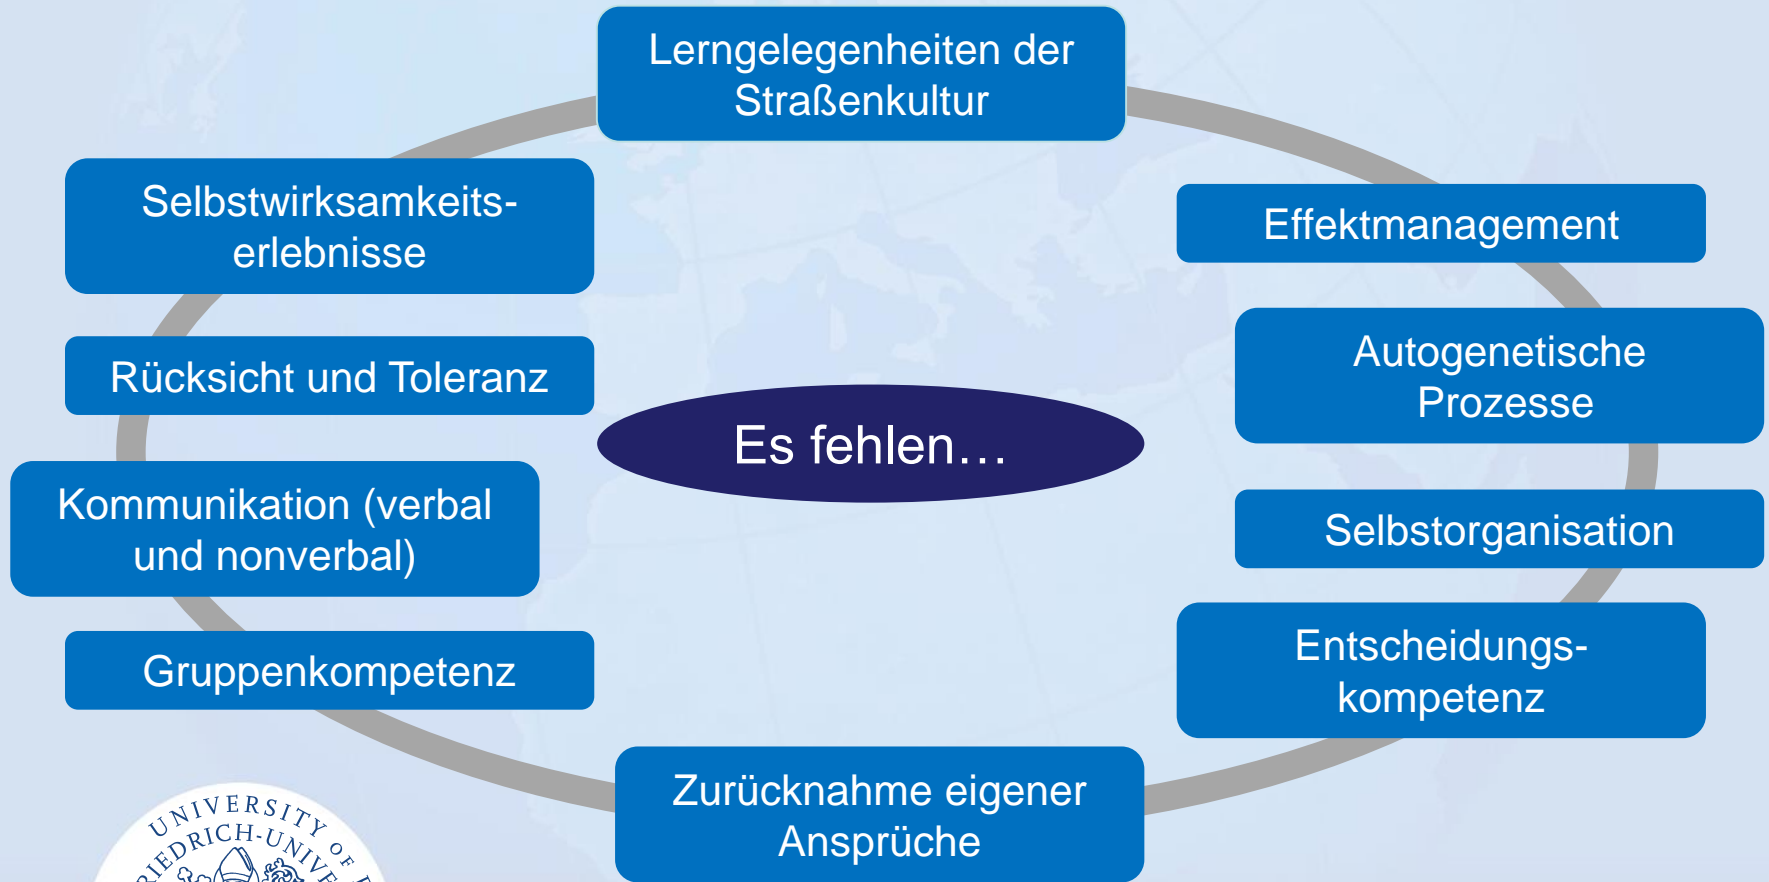 Lerngelegenheiten der
Straßenkultur
Selbstwirksamkeits-
erlebnisse
Effektmanagement
Rücksicht und Toleranz
Autogenetische
Prozesse
Es fehlen…
Kommunikation (verbal
und nonverbal)
Selbstorganisation
Gruppenkompetenz
Entscheidungs-
kompetenz
Zurücknahme eigener
Ansprüche
UNIVERSITY OF